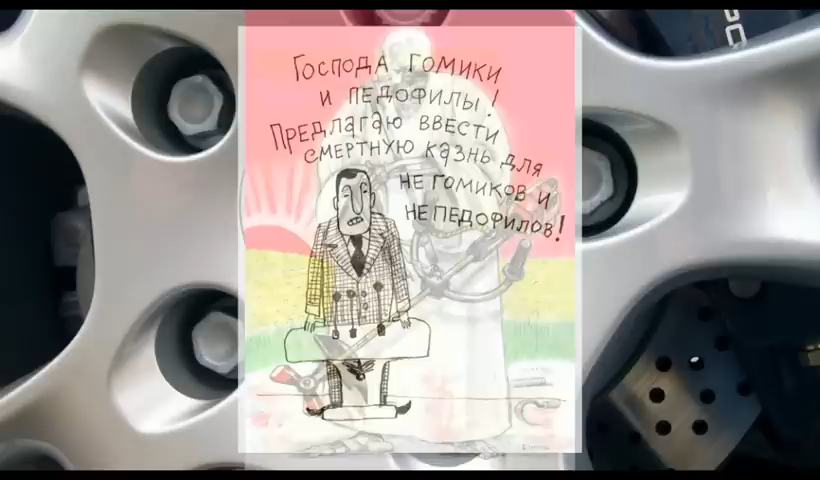 Господа гомики
и педофилы!
Предлагаю ввести
смертную казнь для
не гомиков и
не педофилов!